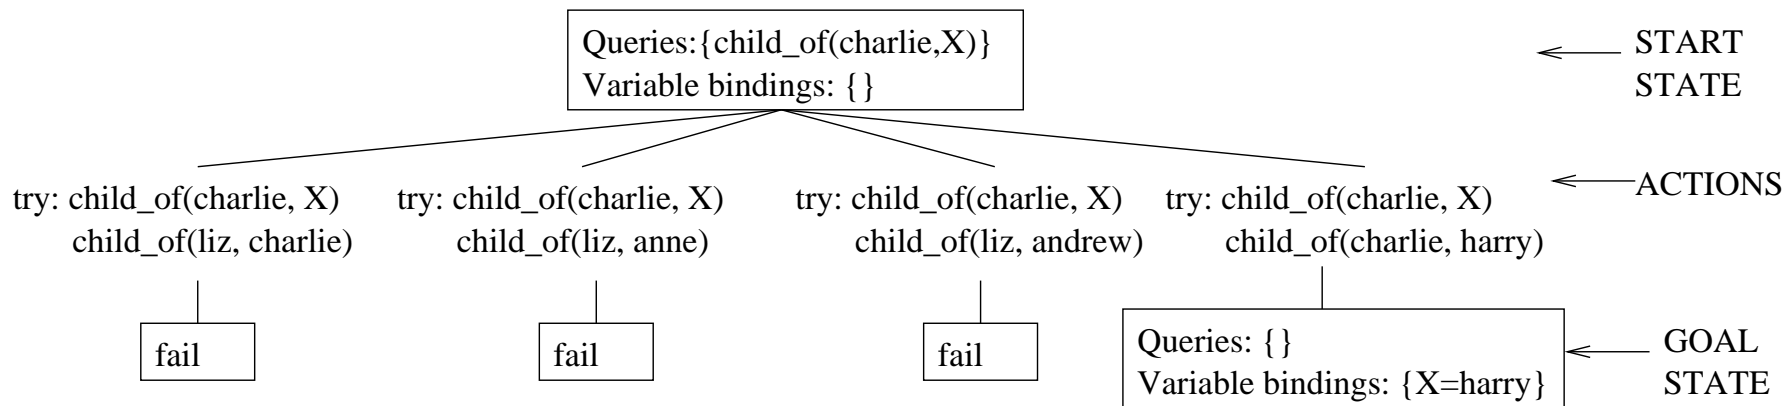 Queries:{child_of(charlie,X)}
Variable bindings: {}
START
STATE
try: child_of(charlie, X)
child_of(liz, charlie)
try: child_of(charlie, X)
child_of(liz, anne)
try: child_of(charlie, X)
child_of(liz, andrew)
try: child_of(charlie, X)
child_of(charlie, harry)
ACTIONS
fail
fail
fail
Queries: {}
Variable bindings: {X=harry}
GOAL
STATE